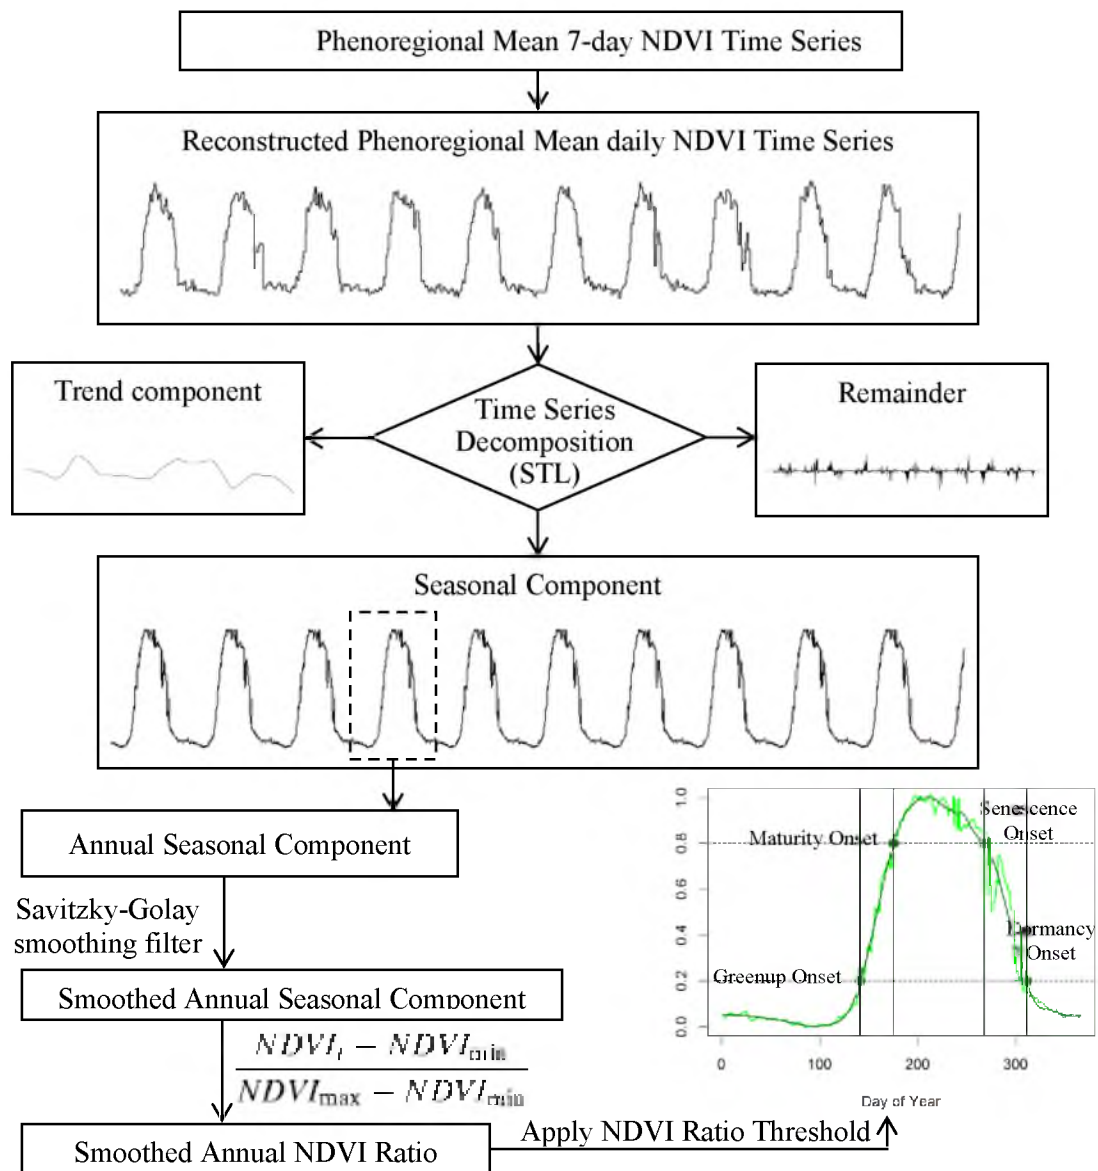 Phenoregional Mean 7-day NDVI Time Series
Reconstructed Phenoregional Mean daily NDVI Time Series
Trend component
Time Series
Decomposition
(STL)
Remainder
Seasonal Component
Annual Seasonal Component
Savitzky-Golay
smoothing filter
Smoothed Annual Seasonal Component
NDVI_t − NDVI_min
NDVI_max − NDVI_min
Smoothed Annual NDVI Ratio
Apply NDVI Ratio Threshold
1.0
0.8
0.6
0.4
0.2
0.0
Maturity Onset
Senescence
Onset
Greenup Onset
Dormancy
Onset
0 100 200 300
Day of Year